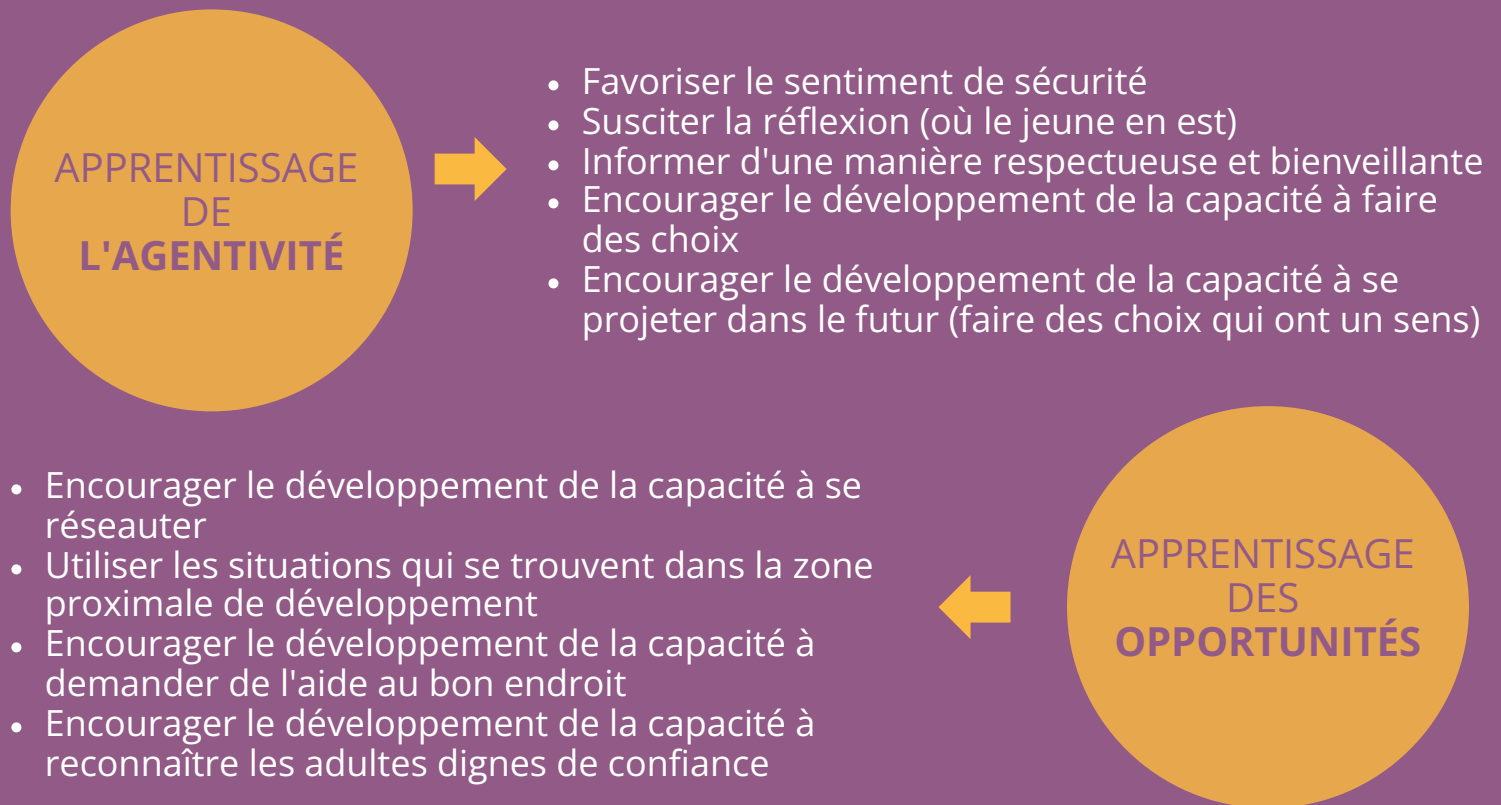 APPRENTISSAGE
DE
L'AGENTIVITÉ
• Favoriser le sentiment de sécurité
• Susciter la réflexion (où le jeune en est)
• Informer d'une manière respectueuse et bienveillante
• Encourager le développement de la capacité à faire
des choix
• Encourager le développement de la capacité à se
projeter dans le futur (faire des choix qui ont un sens)
• Encourager le développement de la capacité à se
réseauter
• Utiliser les situations qui se trouvent dans la zone
proximale de développement
• Encourager le développement de la capacité à
demander de l'aide au bon endroit
• Encourager le développement de la capacité à
reconnaître les adultes dignes de confiance
APPRENTISSAGE
DES
OPPORTUNITÉS